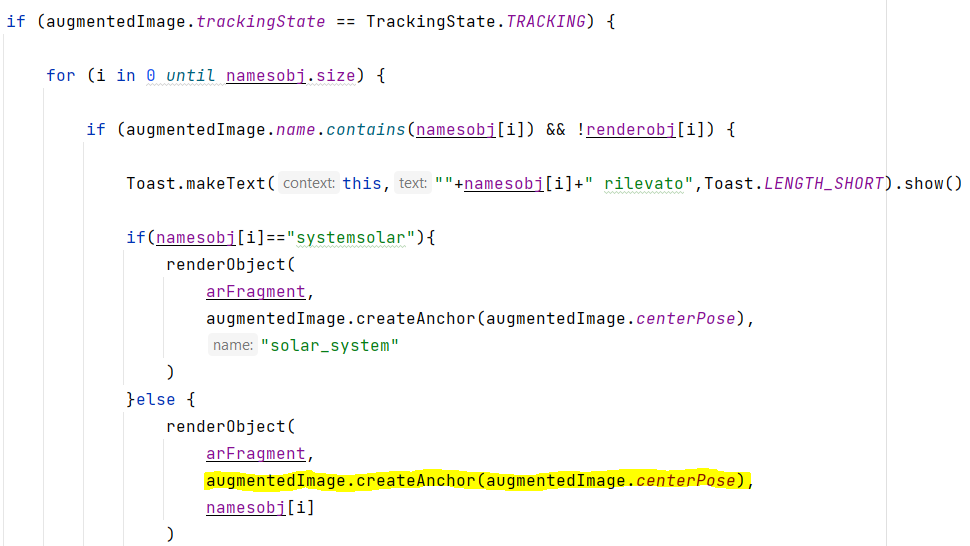 if (augmentedImage.trackingState == TrackingState.TRACKING) {
for (i in 0 until namesobj.size) {
if (augmentedImage.name.contains(namesobj[i]) && !renderobj[i]) {
Toast.makeText( context: this, text: ""+namesobj[i]+" rilevato",Toast.LENGTH_SHORT).show()
if(namesobj[i]=="systemsolar"){
renderObject(
arFragment,
augmentedImage.createAnchor(augmentedImage.centerPose),
name: "solar_system"
)
}else {
renderObject(
arFragment,
augmentedImage.createAnchor(augmentedImage.centerPose),
namesobj[i]
)